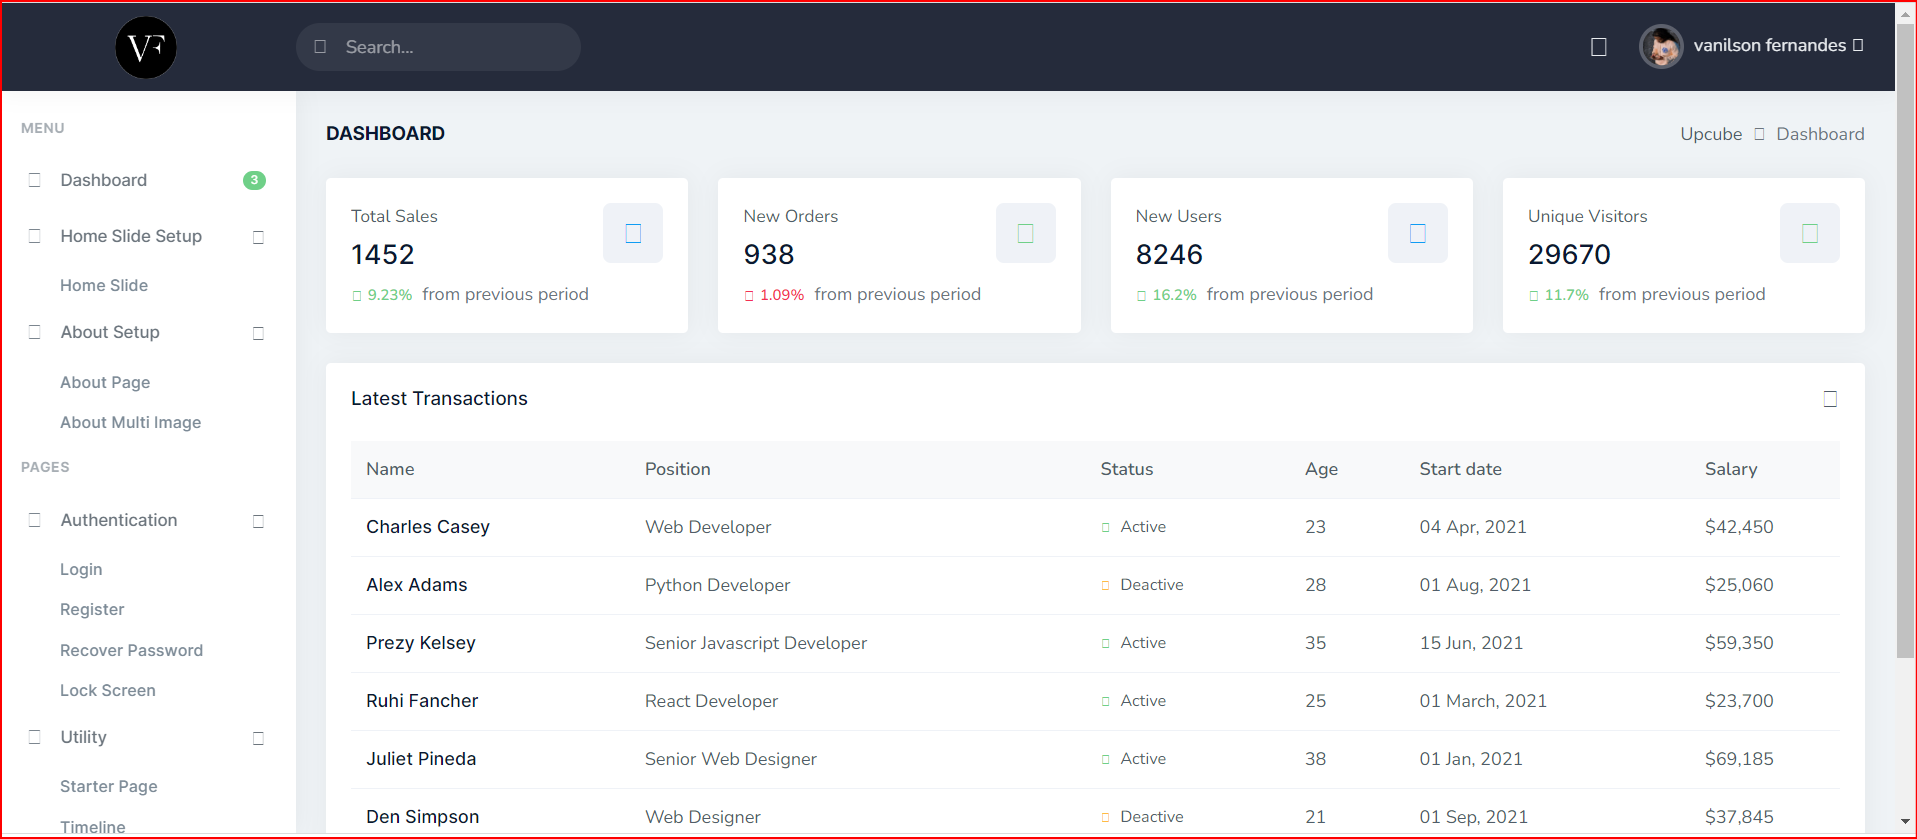 VF
Search...
vanilson fernandes
MENU
Dashboard 3
Home Slide Setup
Home Slide
About Setup
About Page
About Multi Image
PAGES
Authentication
Login
Register
Recover Password
Lock Screen
Utility
Starter Page
Timeline
DASHBOARD
Upcube Dashboard
Total Sales
1452
9.23% from previous period
New Orders
938
1.09% from previous period
New Users
8246
16.2% from previous period
Unique Visitors
29670
11.7% from previous period
Latest Transactions
Name Position Status Age Start date Salary
Charles Casey Web Developer Active 23 04 Apr, 2021 $42,450
Alex Adams Python Developer Deactive 28 01 Aug, 2021 $25,060
Prezy Kelsey Senior Javascript Developer Active 35 15 Jun, 2021 $59,350
Ruhi Fancher React Developer Active 25 01 March, 2021 $23,700
Juliet Pineda Senior Web Designer Active 38 01 Jan, 2021 $69,185
Den Simpson Web Designer Deactive 21 01 Sep, 2021 $37,845